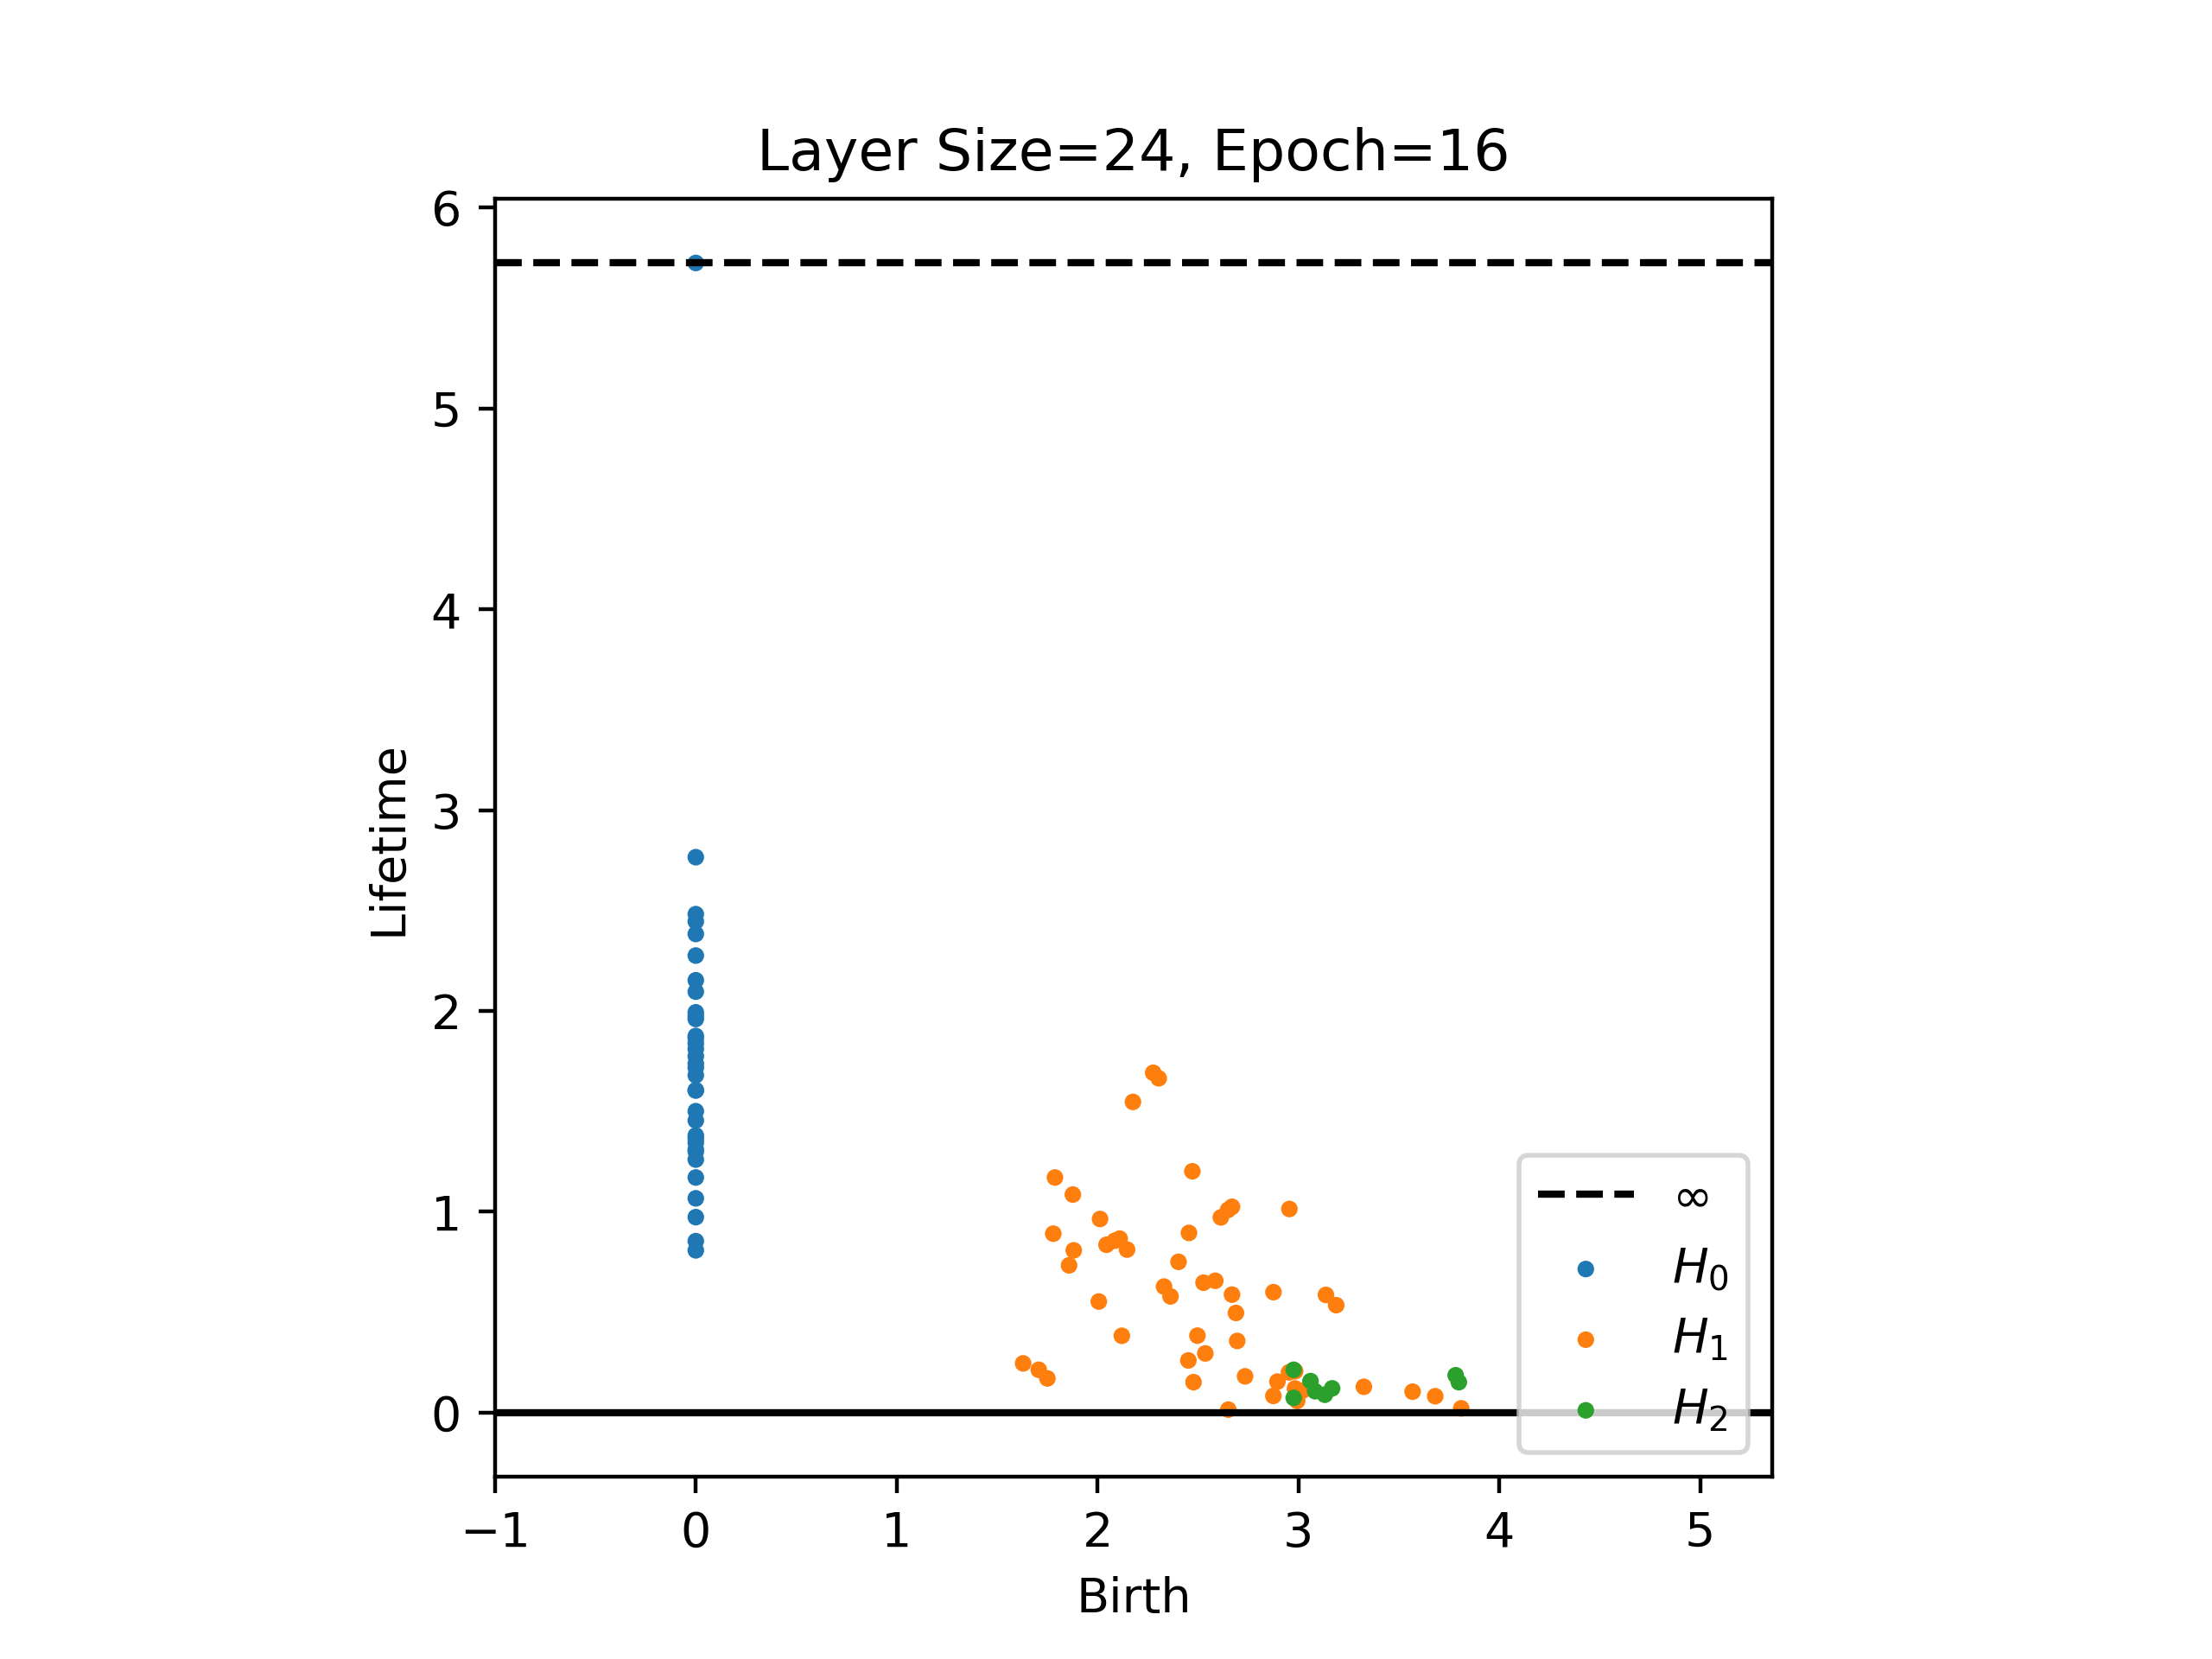 Layer Size=24, Epoch=16
6
5
4
3
2
1
0
Lifetime
∞
H₀
H₁
H₂
−1 0 1 2 3 4 5
Birth